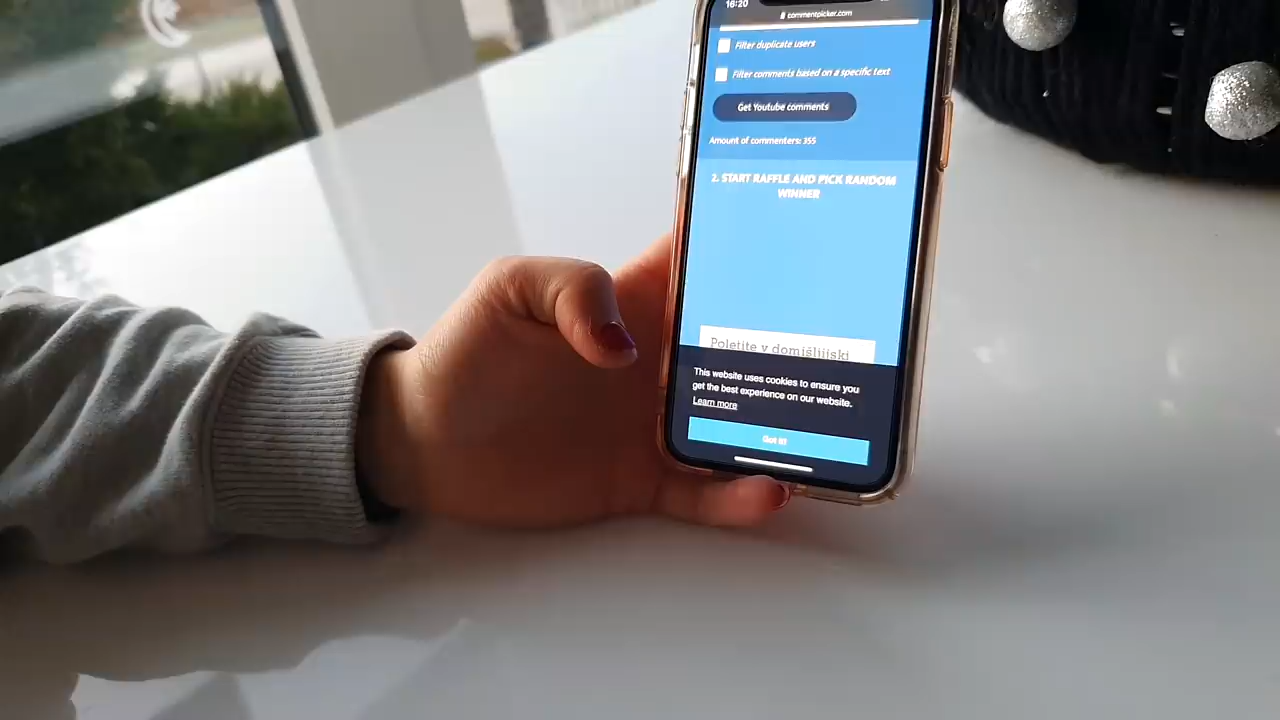 16:20
commentpicker.com
Filter duplicate users
Filter comments based on a specific text
Get Youtube comments
Amount of commenters: 355
2. START RAFFLE AND PICK RANDOM
WINNER
Poletite v domišljijski
This website uses cookies to ensure you
get the best experience on our website.
Learn more
Got it!